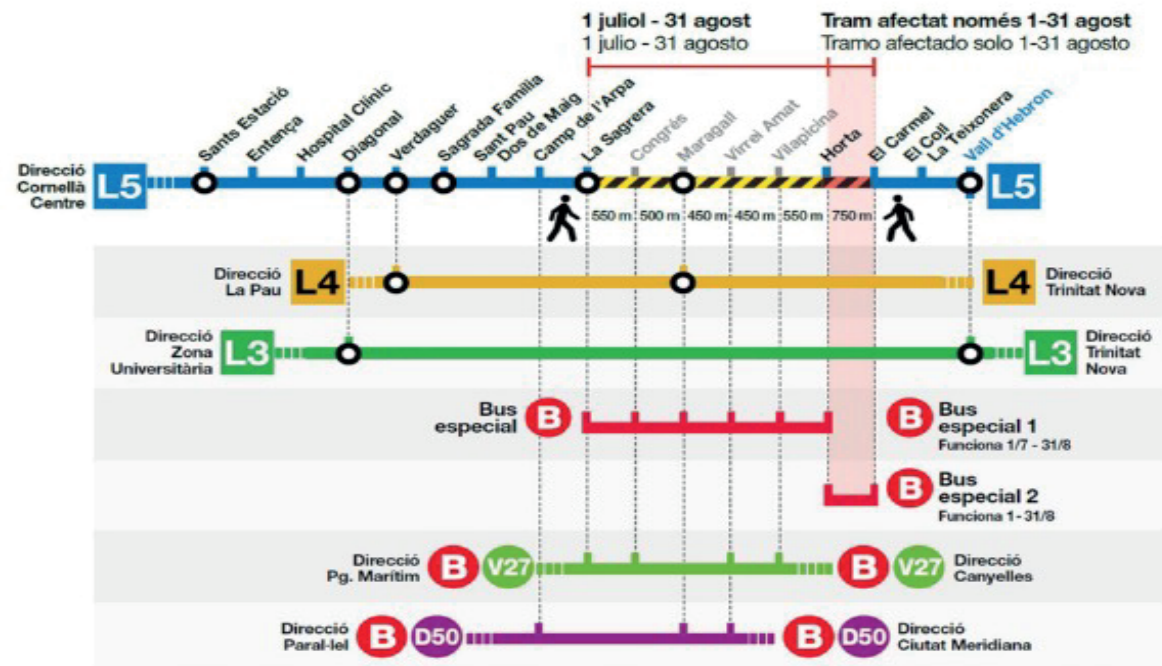 1 juliol - 31 agost
1 julio - 31 agosto
Tram afectat només 1-31 agost
Tramo afectado solo 1-31 agosto
Sants Estació
Entença
Hospital Clínic
Diagonal
Verdaguer
Sagrada Família
Sant Pau
Dos de Maig
Camp de l'Arpa
La Sagrera
Congrés
Maragall
Virrei Amat
Vilapicina
Horta
El Carmel
El Coll
La Teixonera
Vall d'Hebron
Direcció
Cornellà
Centre
L5
L5
550 m
500 m
450 m
450 m
550 m
750 m
Direcció
La Pau
L4
L4
Direcció
Trinitat Nova
Direcció
Zona
Universitària
L3
L3
Direcció
Trinitat
Nova
Bus
especial
B
B
Bus
especial 1
Funciona 1/7 - 31/8
B
Bus
especial 2
Funciona 1 - 31/8
Direcció
Pg. Marítim
B
V27
B
V27
Direcció
Canyelles
Direcció
Paral·lel
B
D50
B
D50
Direcció
Ciutat Meridiana